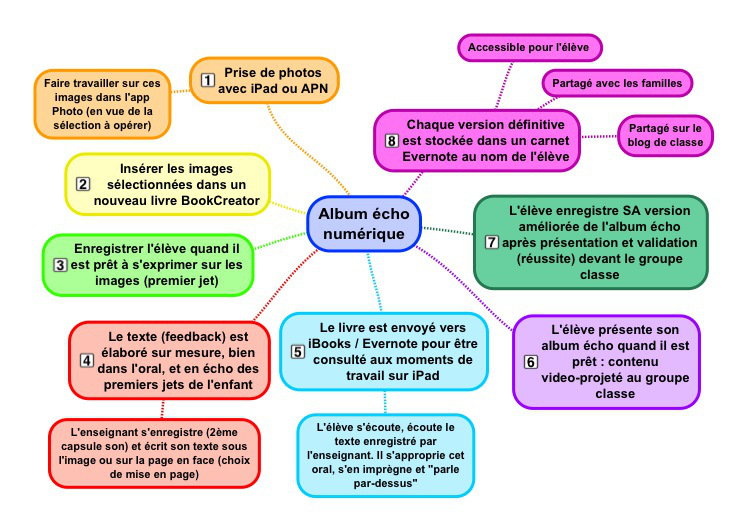 Album écho
numérique
1
Prise de photos
avec iPad ou APN
Faire travailler sur ces
images dans l'app
Photo (en vue de la
sélection à opérer)
2
Insérer les images
sélectionnées dans un
nouveau livre BookCreator
3
Enregistrer l'élève quand il
est prêt à s'exprimer sur les
images (premier jet)
4
Le texte (feedback) est
élaboré sur mesure, bien
dans l'oral, et en écho des
premiers jets de l'enfant
L'enseignant s'enregistre (2ème
capsule son) et écrit son texte sous
l'image ou sur la page en face (choix
de mise en page)
5
Le livre est envoyé vers
iBooks / Evernote pour être
consulté aux moments de
travail sur iPad
L'élève s'écoute, écoute le
texte enregistré par
l'enseignant. Il s'approprie cet
oral, s'en imprègne et "parle
par-dessus"
6
L'élève présente son
album écho quand il est
prêt : contenu
video-projeté au groupe
classe
7
L'élève enregistre SA version
améliorée de l'album écho
après présentation et validation
(réussite) devant le groupe
classe
8
Chaque version définitive
est stockée dans un carnet
Evernote au nom de l'élève
Accessible pour l'élève
Partagé avec les familles
Partagé sur le
blog de classe